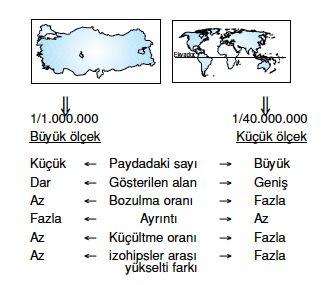 Ekvador
1/1.000.000 1/40.000.000
Büyük ölçek Küçük ölçek
Küçük ← Paydadaki sayı → Büyük
Dar ← Gösterilen alan → Geniş
Az ← Bozulma oranı → Fazla
Fazla ← Ayrıntı → Az
Az ← Küçültme oranı → Fazla
Az ← izohipsler arası → Fazla
yükselti farkı